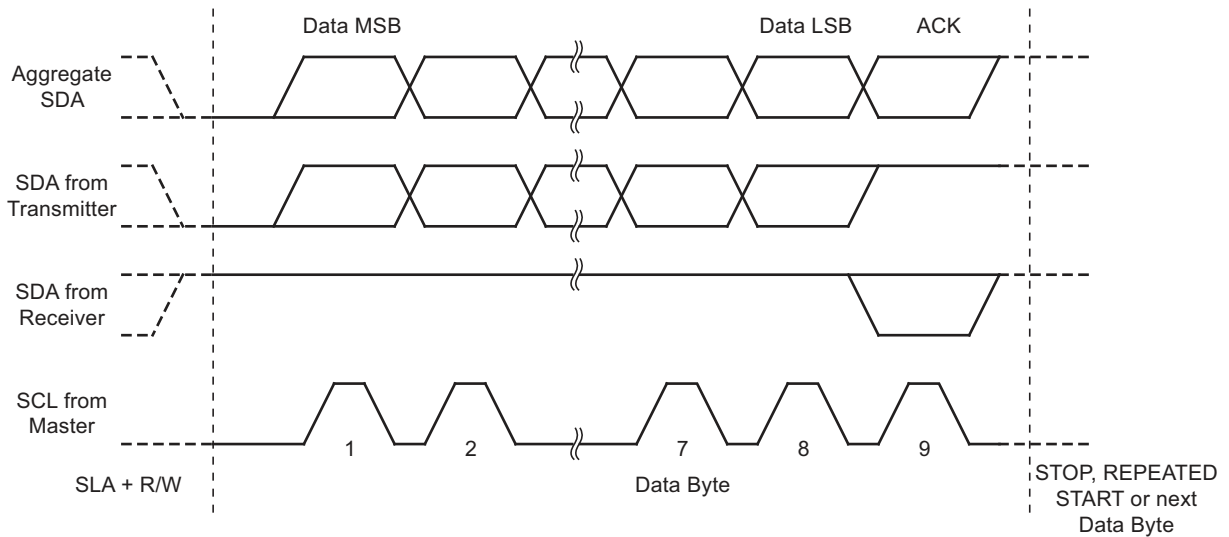 Data MSB
Data LSB
ACK
Aggregate
SDA
SDA from
Transmitter
SDA from
Receiver
SCL from
Master
1
2
7
8
9
SLA + R/W
Data Byte
STOP, REPEATED
START or next
Data Byte